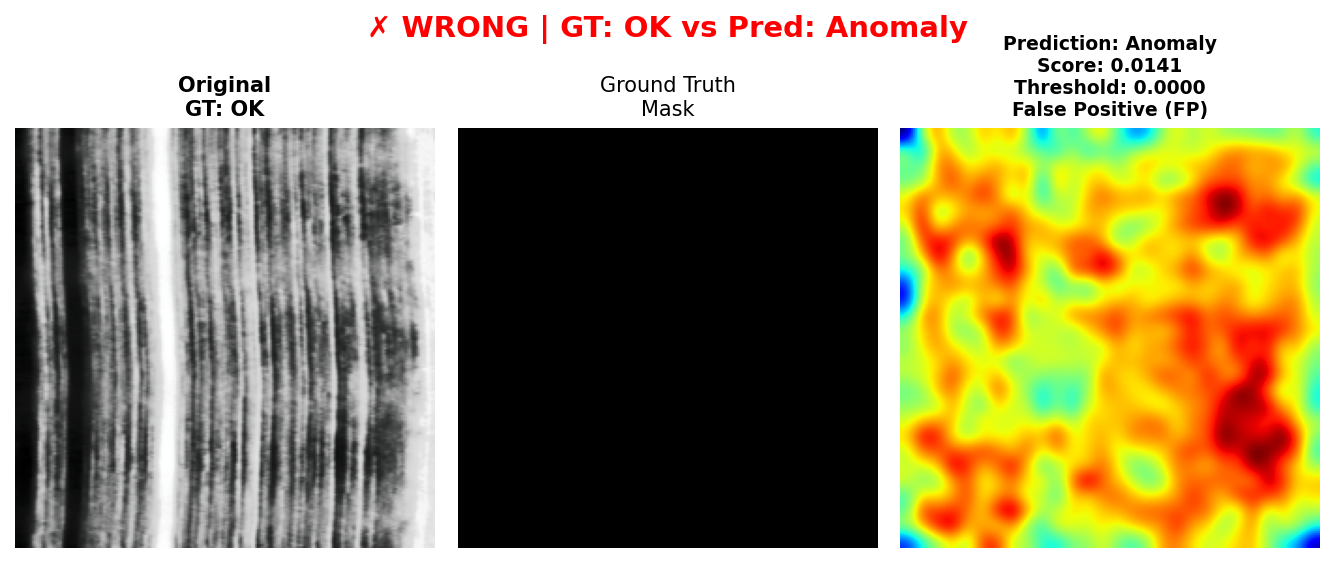 ✗ WRONG | GT: OK vs Pred: Anomaly
Original
GT: OK
Ground Truth
Mask
Prediction: Anomaly
Score: 0.0141
Threshold: 0.0000
False Positive (FP)